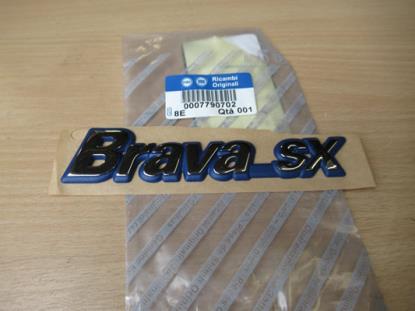 Ricambi
Originali
0007790702
8E Qtà 001
Brava SX